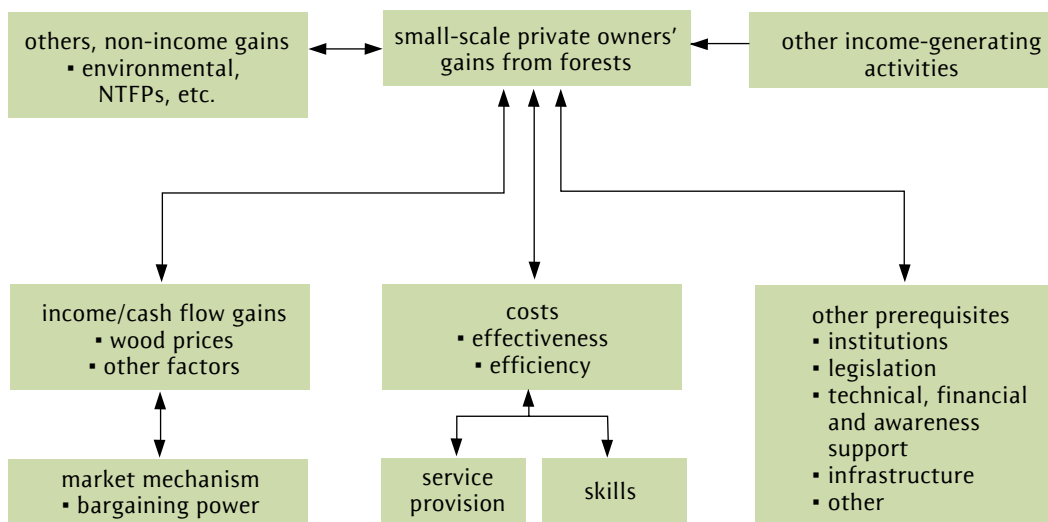 others, non-income gains
▪ environmental,
NTFPs, etc.
small-scale private owners’
gains from forests
other income-generating
activities
income/cash flow gains
▪ wood prices
▪ other factors
costs
▪ effectiveness
▪ efficiency
other prerequisites
▪ institutions
▪ legislation
▪ technical, financial
and awareness
support
▪ infrastructure
▪ other
market mechanism
▪ bargaining power
service
provision
skills